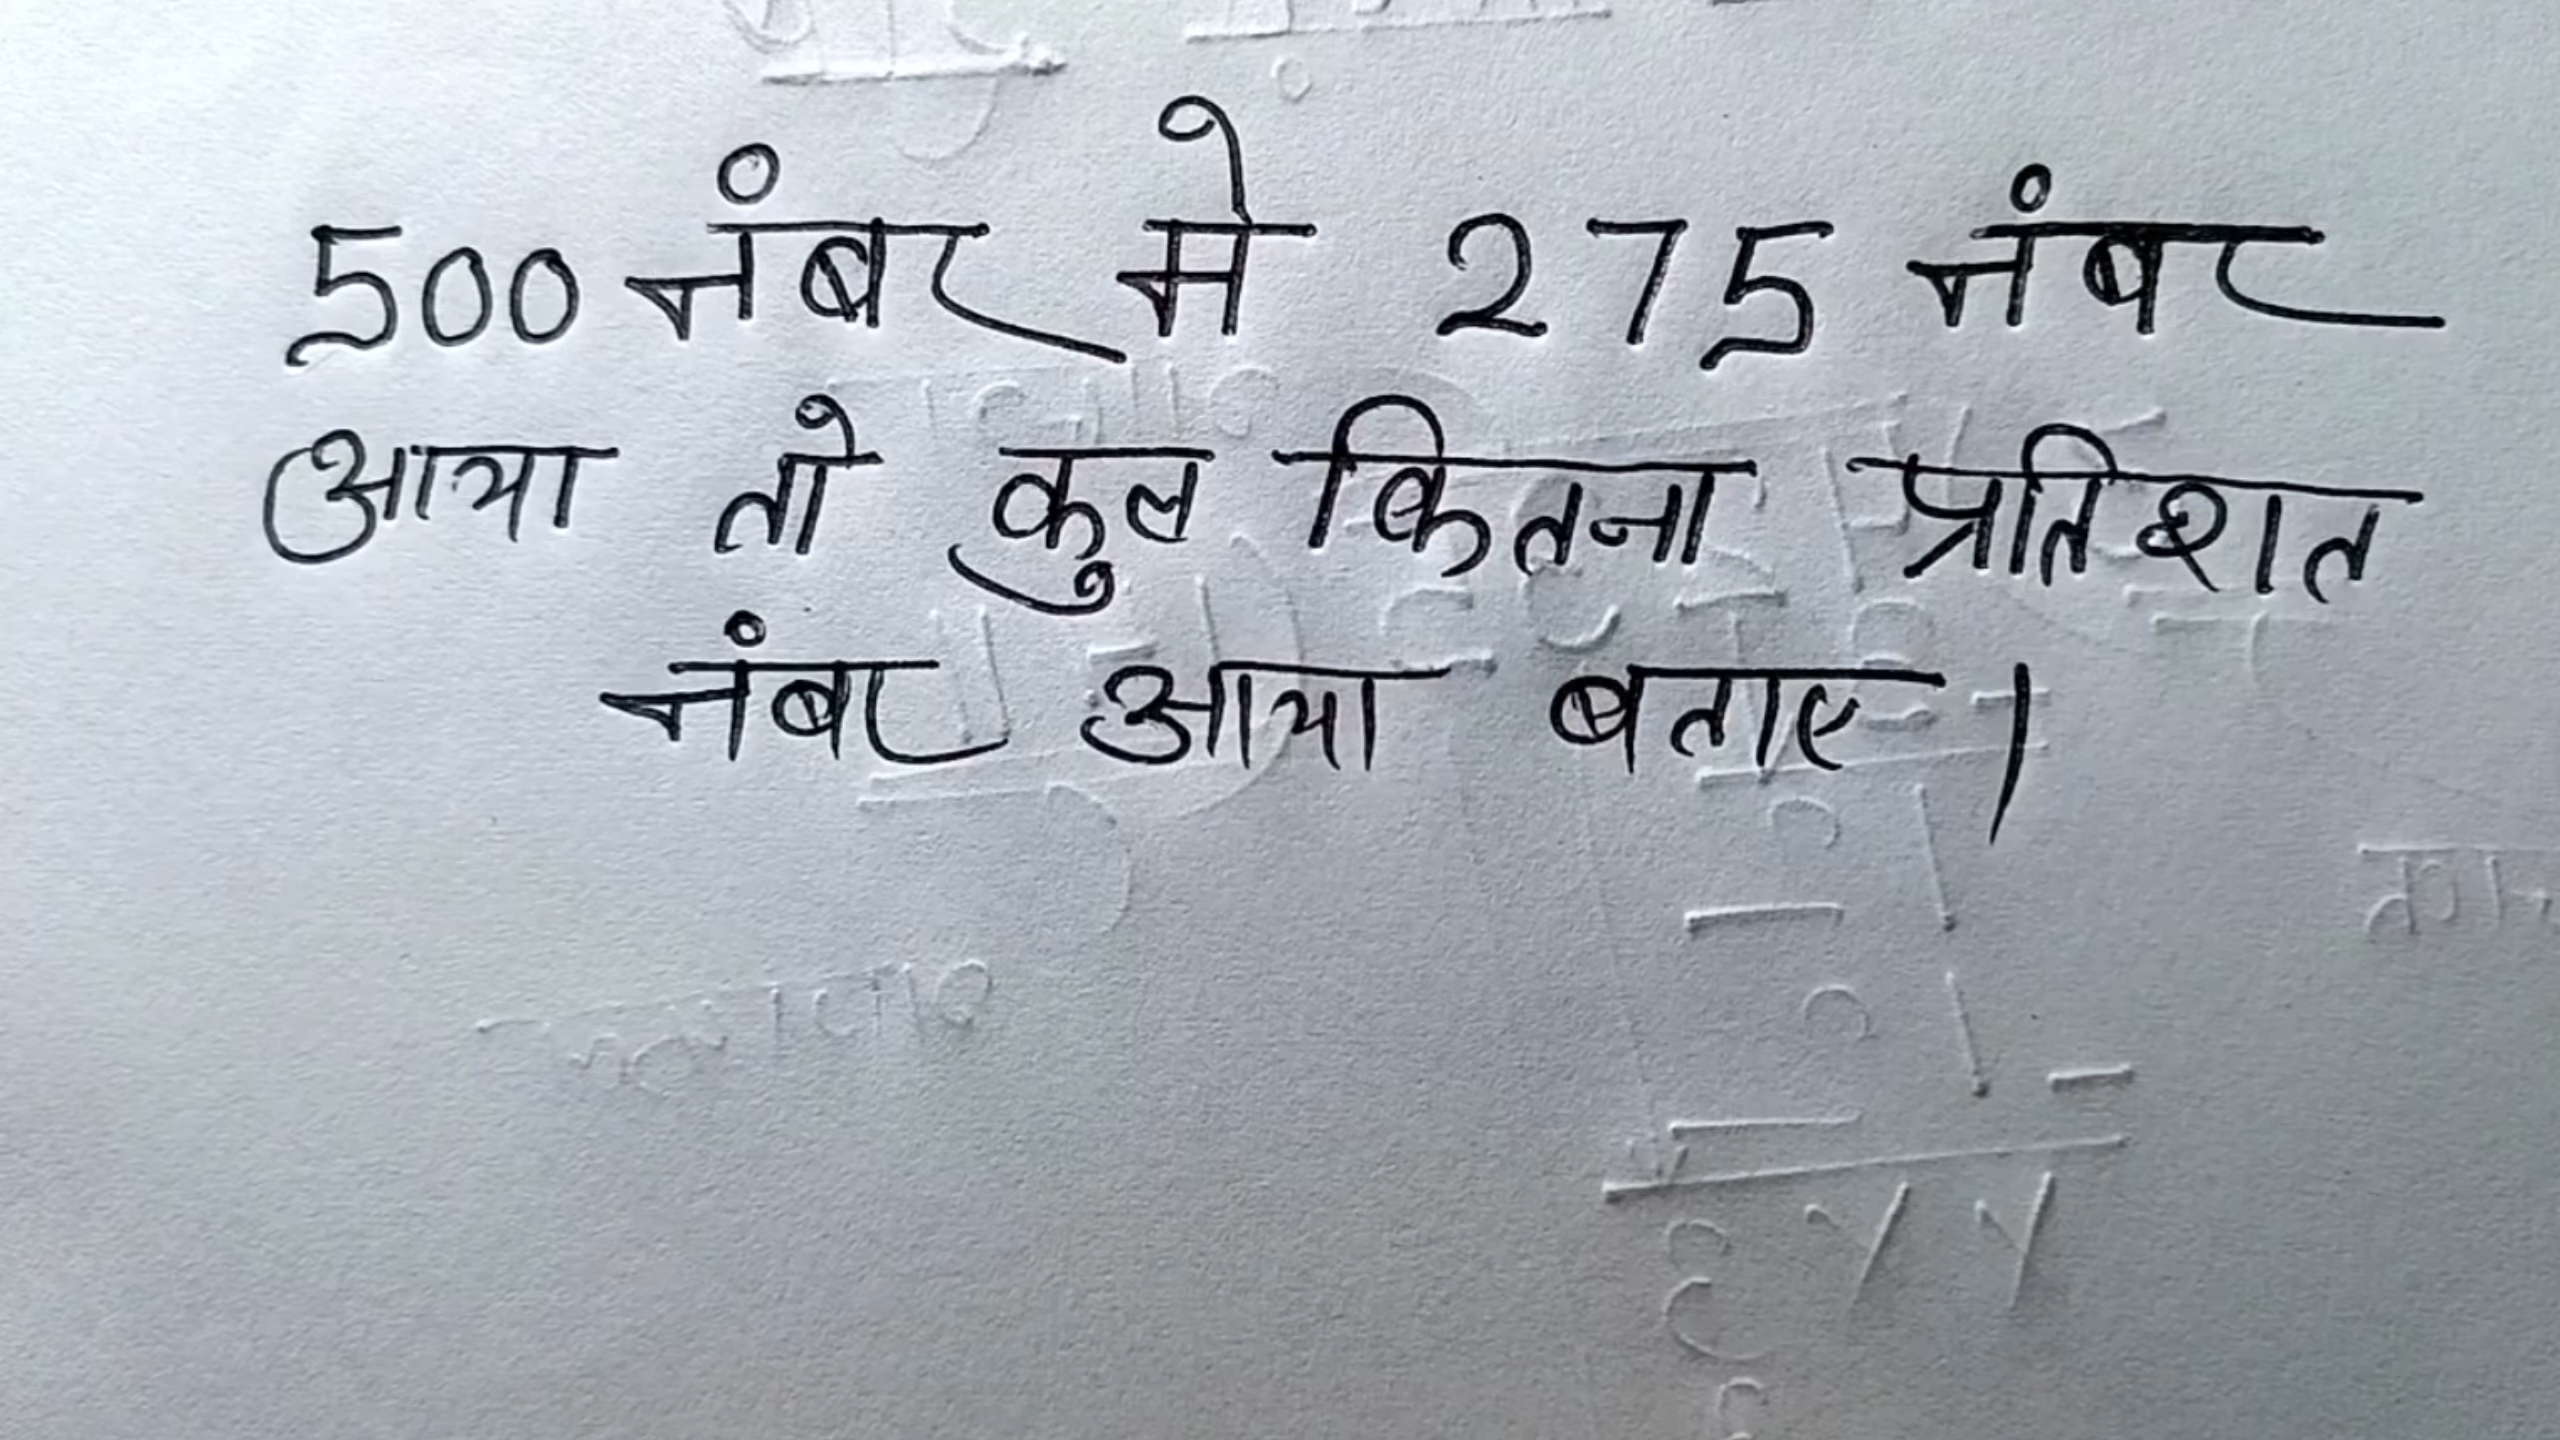 500 नंबर मे 275 नंबर
आया तो कुल कितना प्रतिशत
नंबर आया बताए।